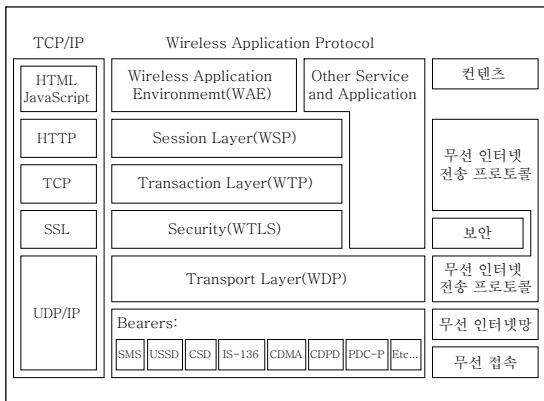 TCP/IP
Wireless Application Protocol
HTML
JavaScript
Wireless Application
Environmemt(WAE)
Other Service
and Application
컨텐츠
HTTP
Session Layer(WSP)
무선 인터넷
전송 프로토콜
TCP
Transaction Layer(WTP)
SSL
Security(WTLS)
보안
UDP/IP
Transport Layer(WDP)
무선 인터넷
전송 프로토콜
Bearers:
무선 인터넷망
SMS
USSD
CSD
IS-136
CDMA
CDPD
PDC-P
Etc...
무선 접속